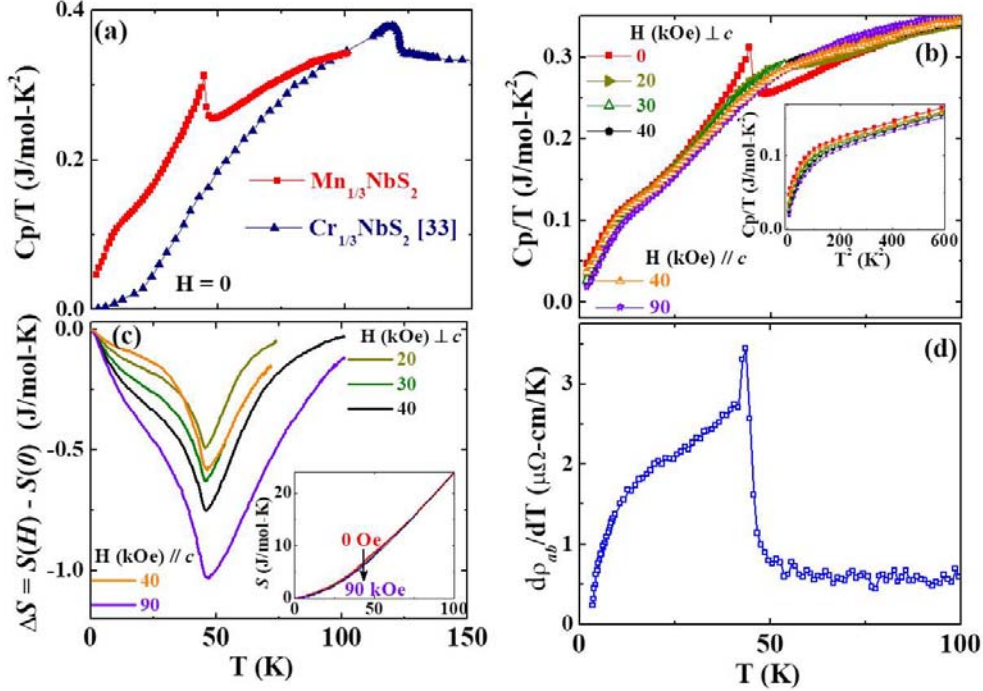 (a)
0.4
0.2
0.0
Cp/T (J/mol-K²)
Mn1/3NbS2
Cr1/3NbS2 [33]
H = 0
0 50 100 150
(b)
0.3
0.2
0.1
0.0
Cp/T (J/mol-K²)
H (kOe) ⊥ c
0
20
30
40
H (kOe) // c
40
90
Cp/T (J/mol-K²)
0.1
0.0
0 200 400 600
T² (K²)
(c)
0.0
-0.5
-1.0
ΔS = S(H) - S(0) (J/mol-K)
H (kOe) ⊥ c
20
30
40
H (kOe) // c
40
90
S (J/mol-K)
20
10
0
0 Oe
90 kOe
0 50 100
0 50 100 150
T (K)
(d)
3
2
1
0
dρab/dT (μΩ-cm/K)
0 50 100
T (K)